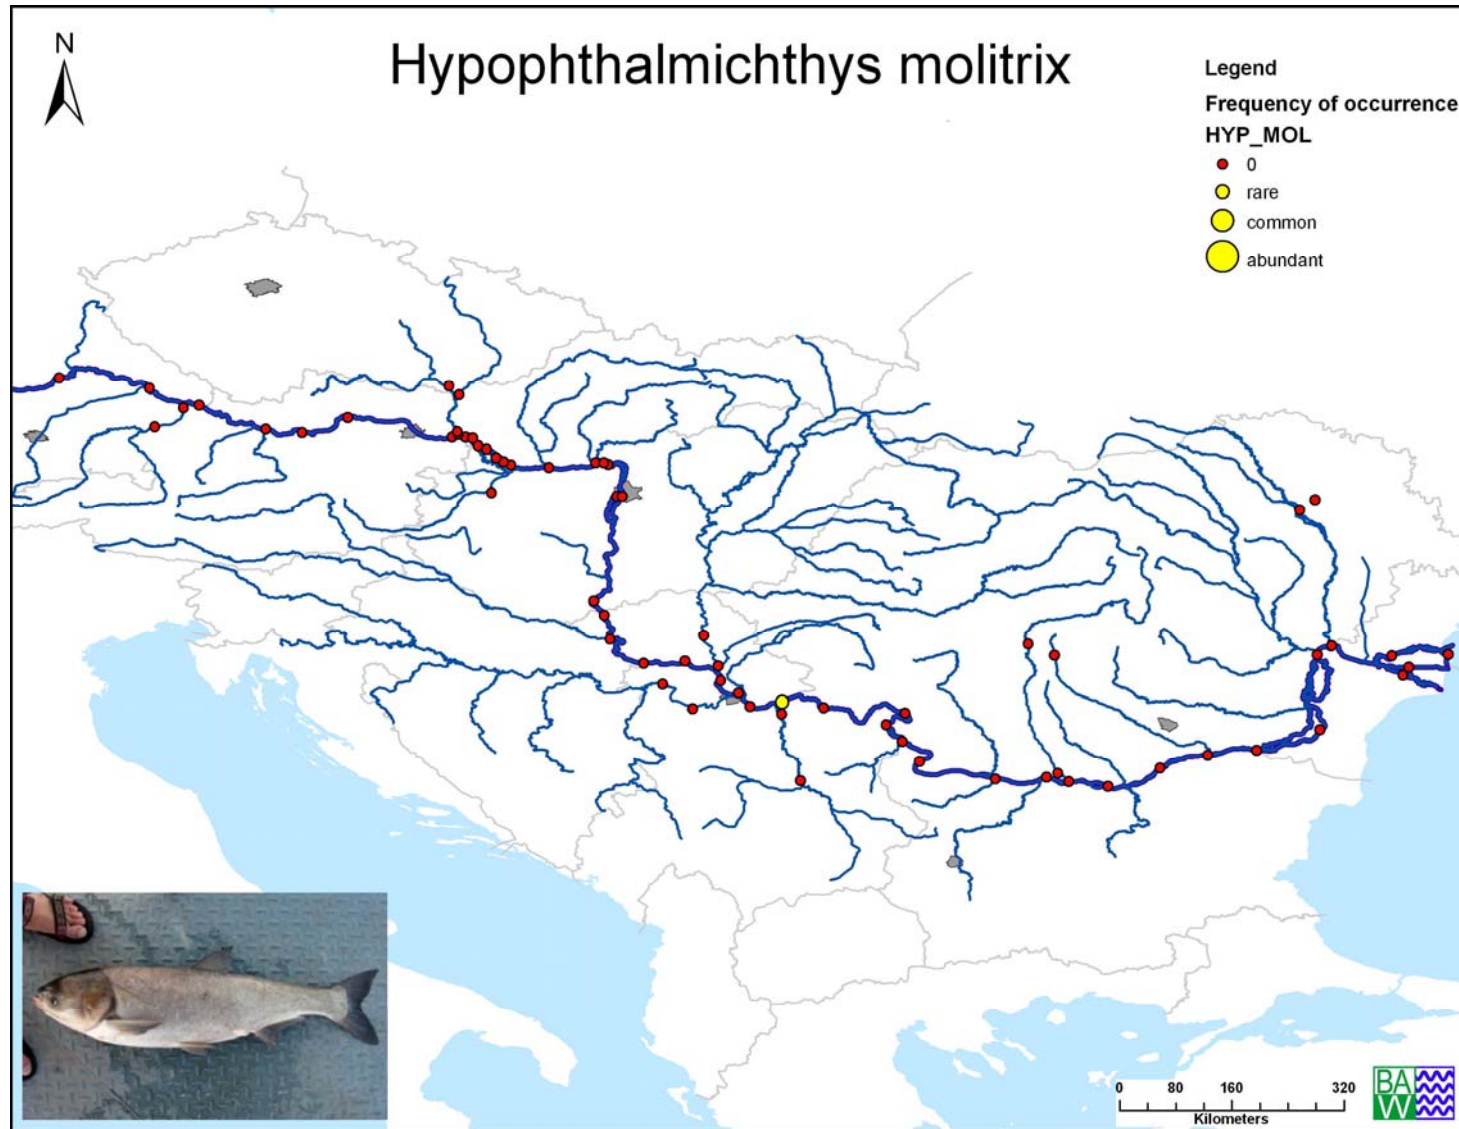 N
Hypophthalmichthys molitrix
Legend
Frequency of occurrence
HYP_MOL
0
rare
common
abundant
0 80 160 320
Kilometers
BA
W